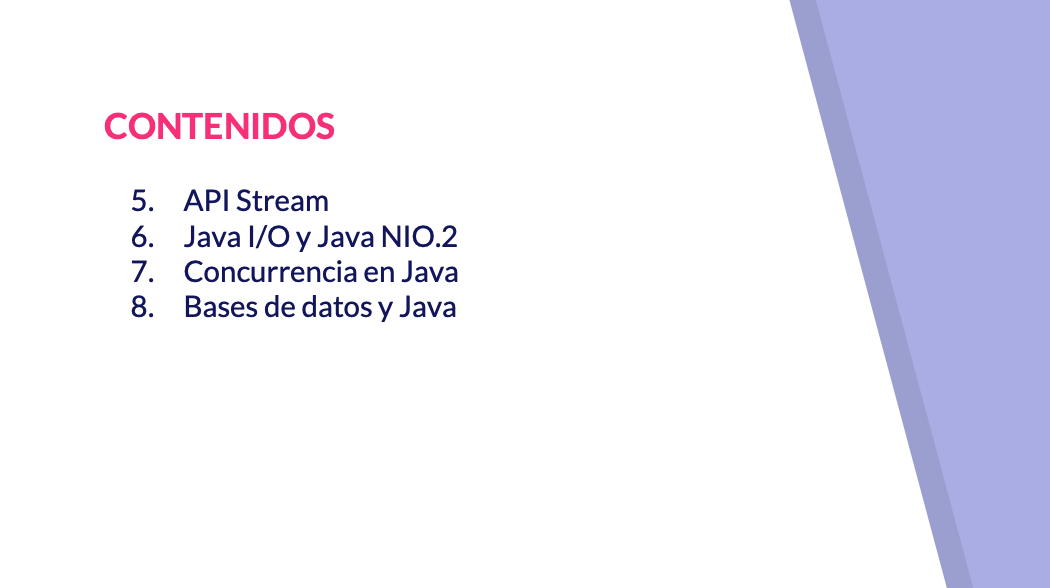 CONTENIDOS
5. API Stream
6. Java I/O y Java NIO.2
7. Concurrencia en Java
8. Bases de datos y Java